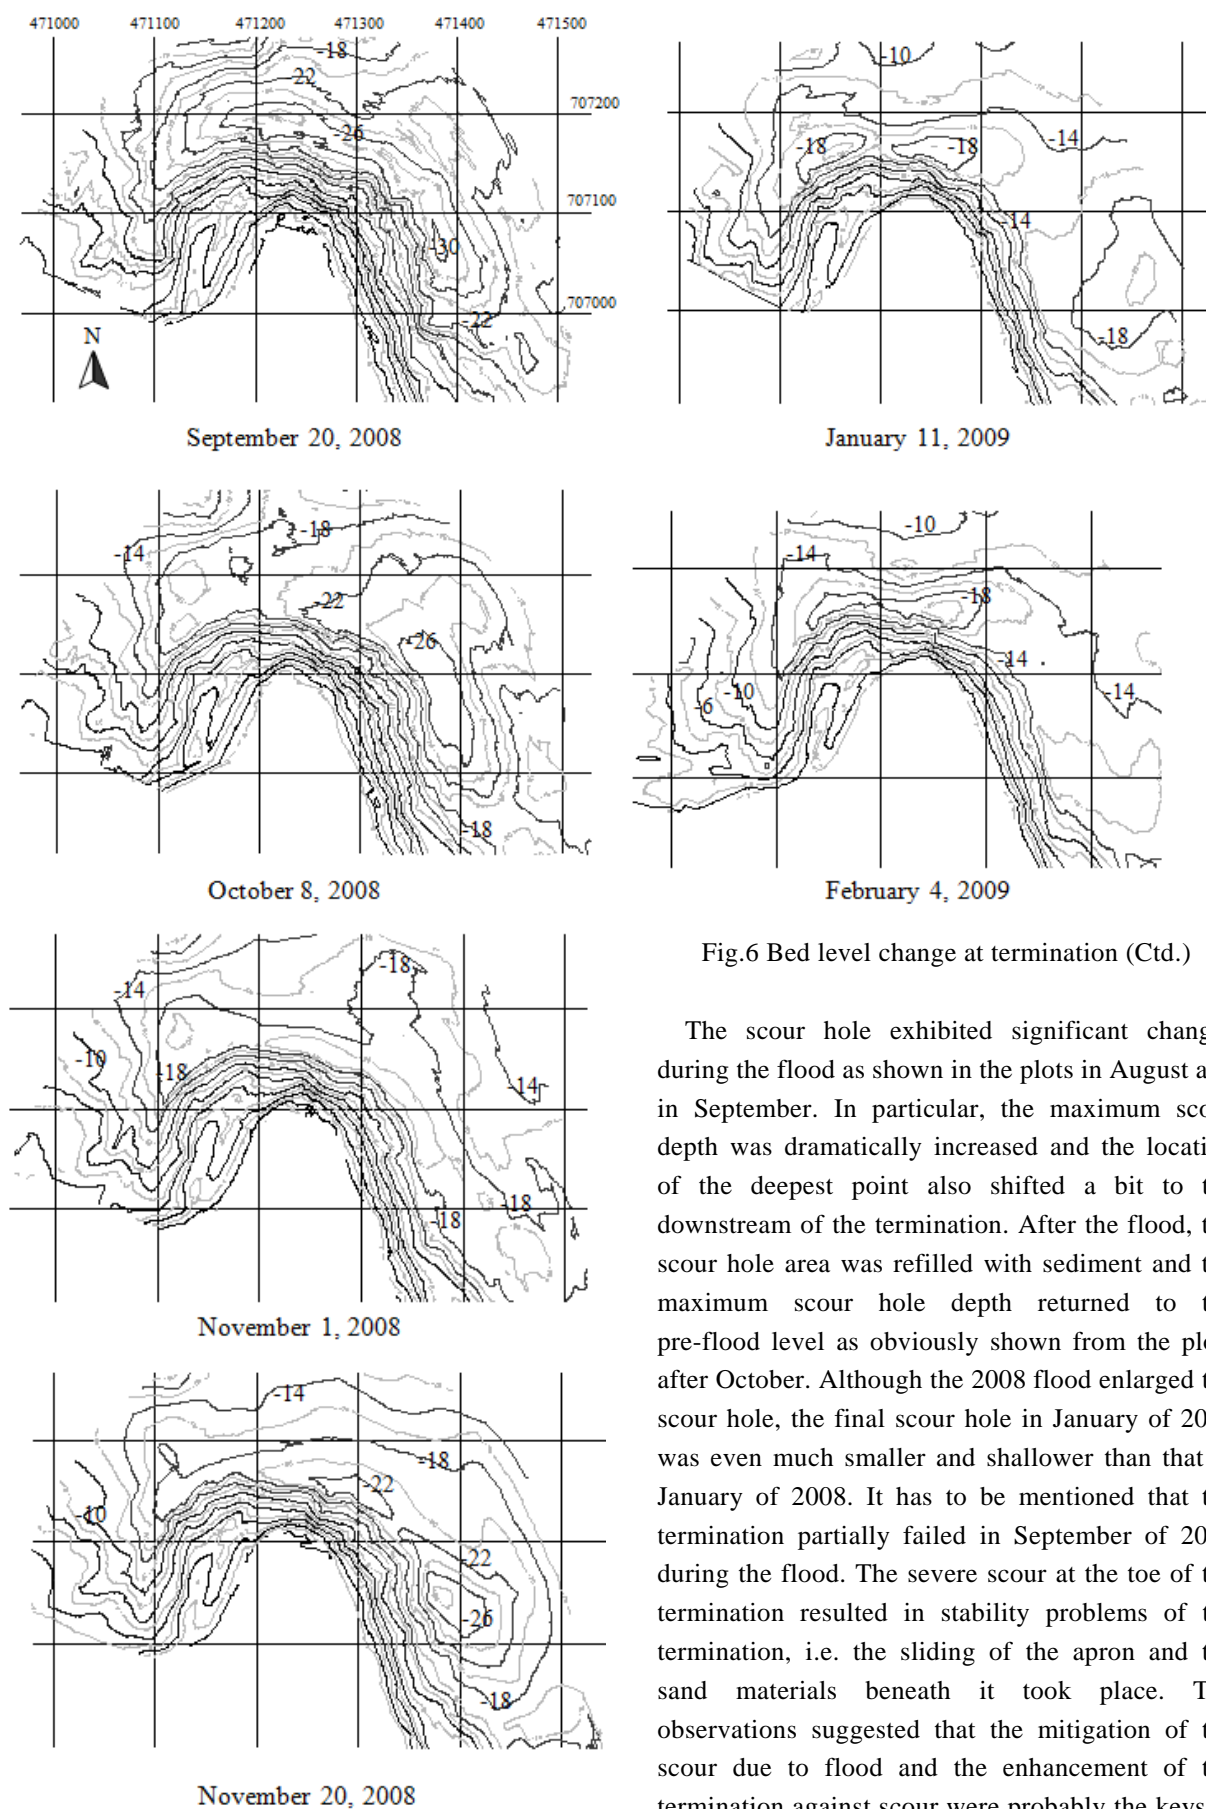 471000 471100 471200 471300 471400 471500
-18
22
707200
-26
707100
-30
707000
-22
N
September 20, 2008
-18
-14
-22
-26
-18
October 8, 2008
-18
-14
-10
-18
-14
-18
-18
November 1, 2008
-14
-18
-22
-10
-22
-26
-18
November 20, 2008
-10
-14
-18
-18
-14
-18
January 11, 2009
-10
-14
-18
-14
-10
-6
-14
February 4, 2009
Fig.6 Bed level change at termination (Ctd.)
The scour hole exhibited significant chang
during the flood as shown in the plots in August a
in September. In particular, the maximum sco
depth was dramatically increased and the locati
of the deepest point also shifted a bit to t
downstream of the termination. After the flood, t
scour hole area was refilled with sediment and t
maximum scour hole depth returned to t
pre-flood level as obviously shown from the plo
after October. Although the 2008 flood enlarged t
scour hole, the final scour hole in January of 20
was even much smaller and shallower than that
January of 2008. It has to be mentioned that t
termination partially failed in September of 20
during the flood. The severe scour at the toe of t
termination resulted in stability problems of t
termination, i.e. the sliding of the apron and t
sand materials beneath it took place. T
observations suggested that the mitigation of t
scour due to flood and the enhancement of t
termination against scour were probably the keys